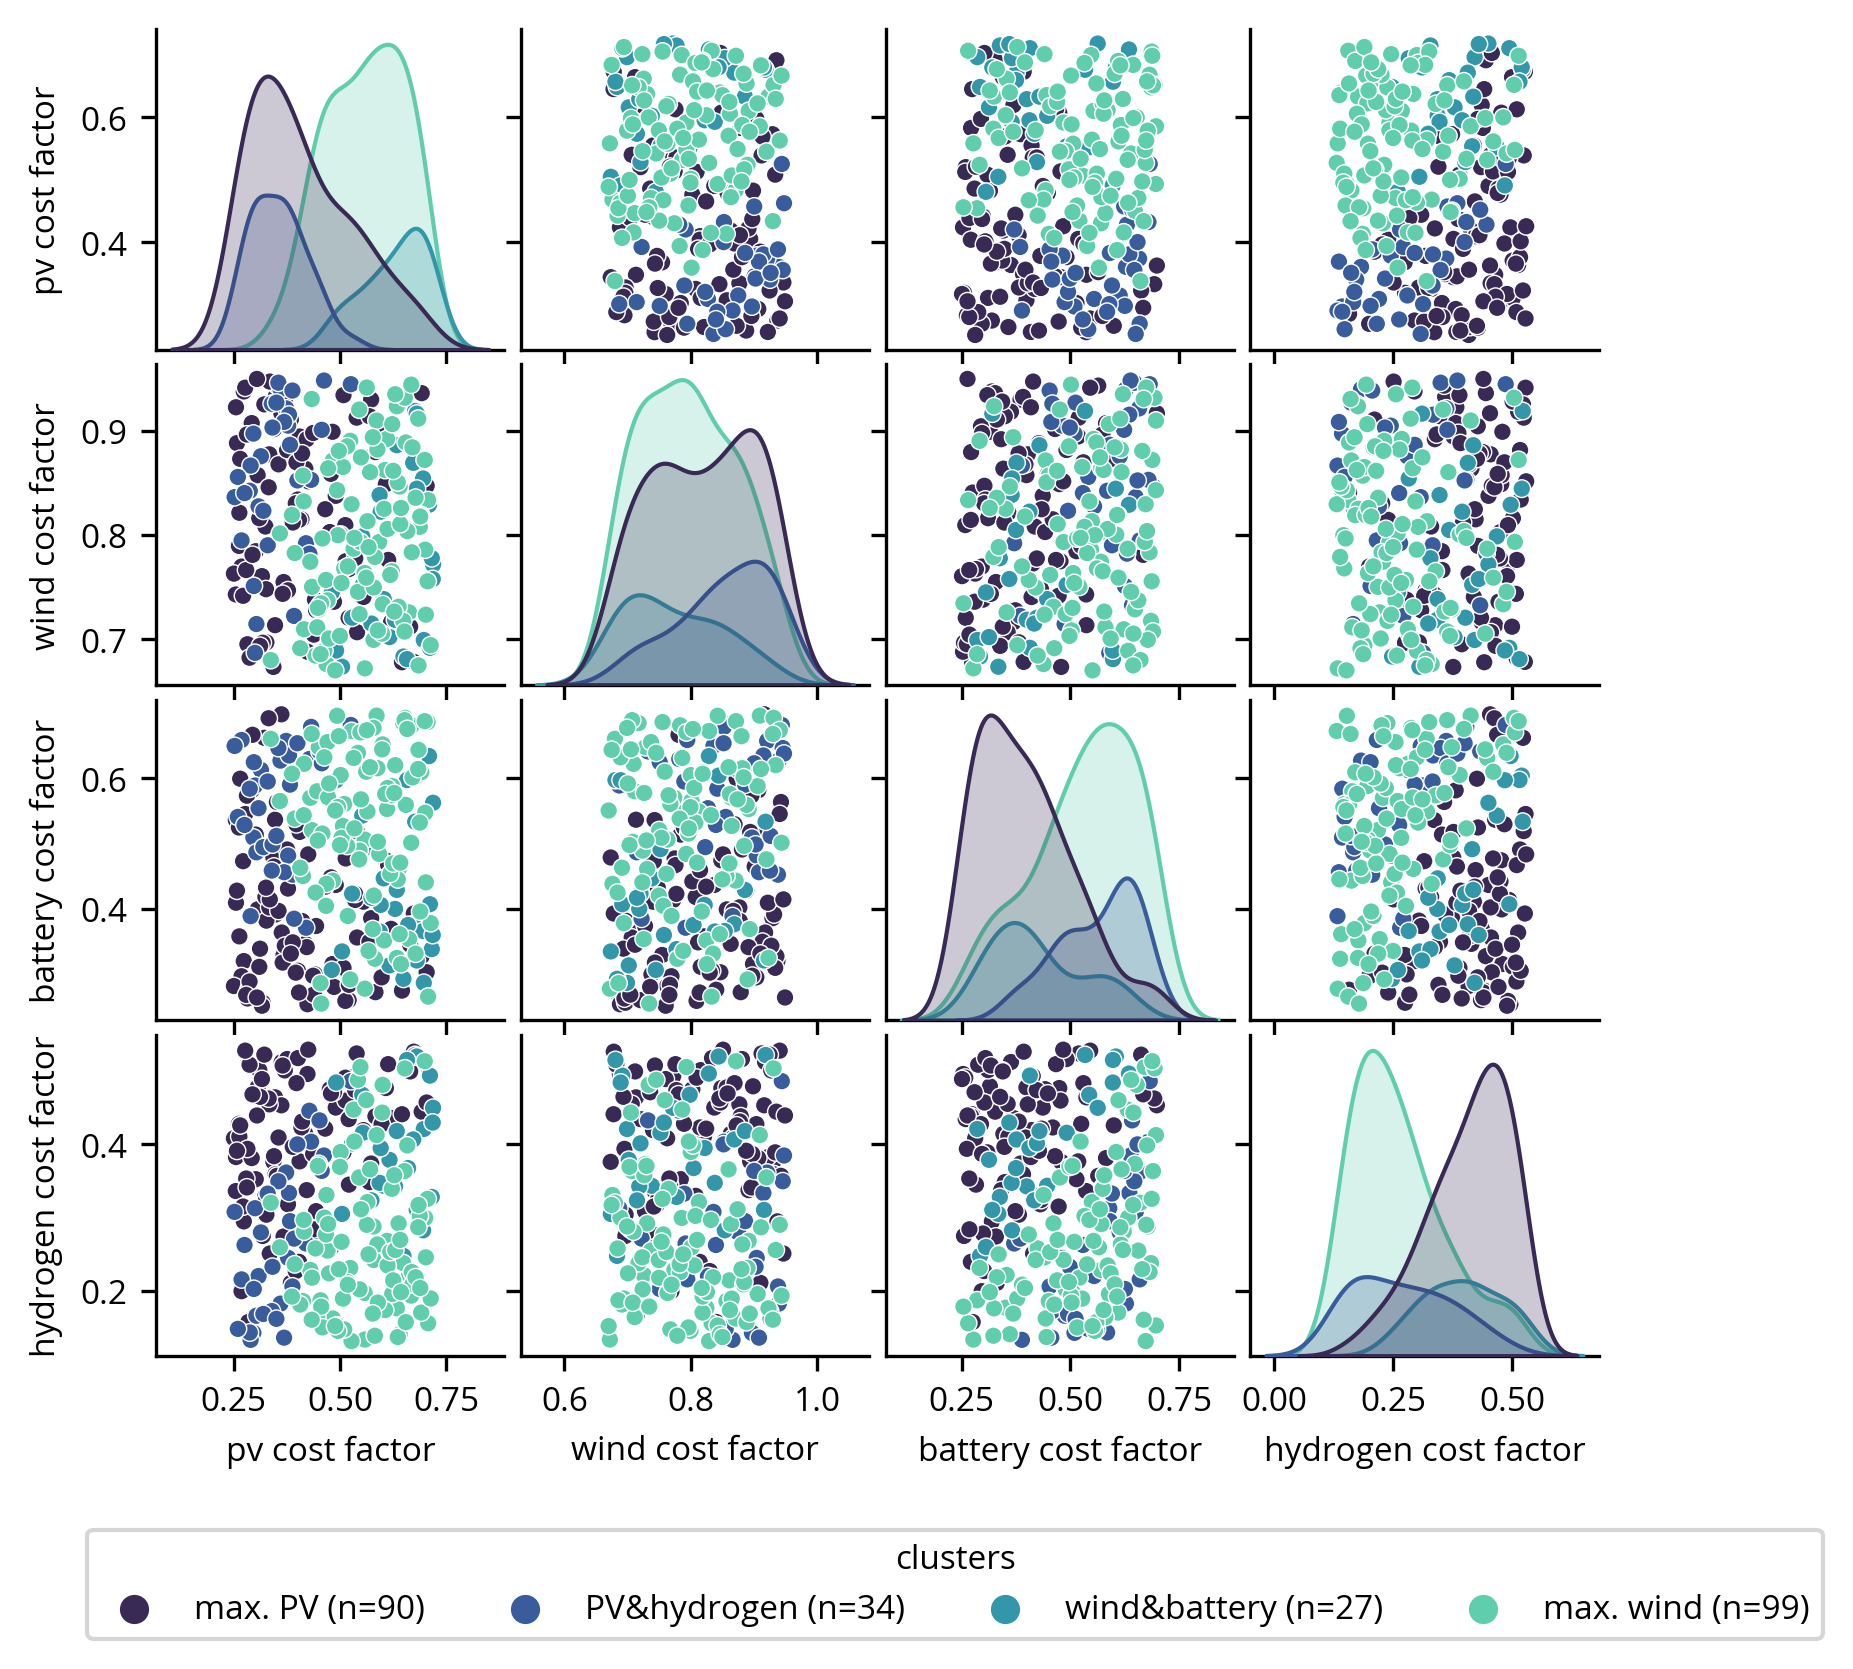 pv cost factor
0.6
0.4
wind cost factor
0.9
0.8
0.7
battery cost factor
0.6
0.4
hydrogen cost factor
0.4
0.2
0.25 0.50 0.75 0.6 0.8 1.0 0.25 0.50 0.75 0.00 0.25 0.50
pv cost factor wind cost factor battery cost factor hydrogen cost factor
clusters
max. PV (n=90) PV&hydrogen (n=34) wind&battery (n=27) max. wind (n=99)